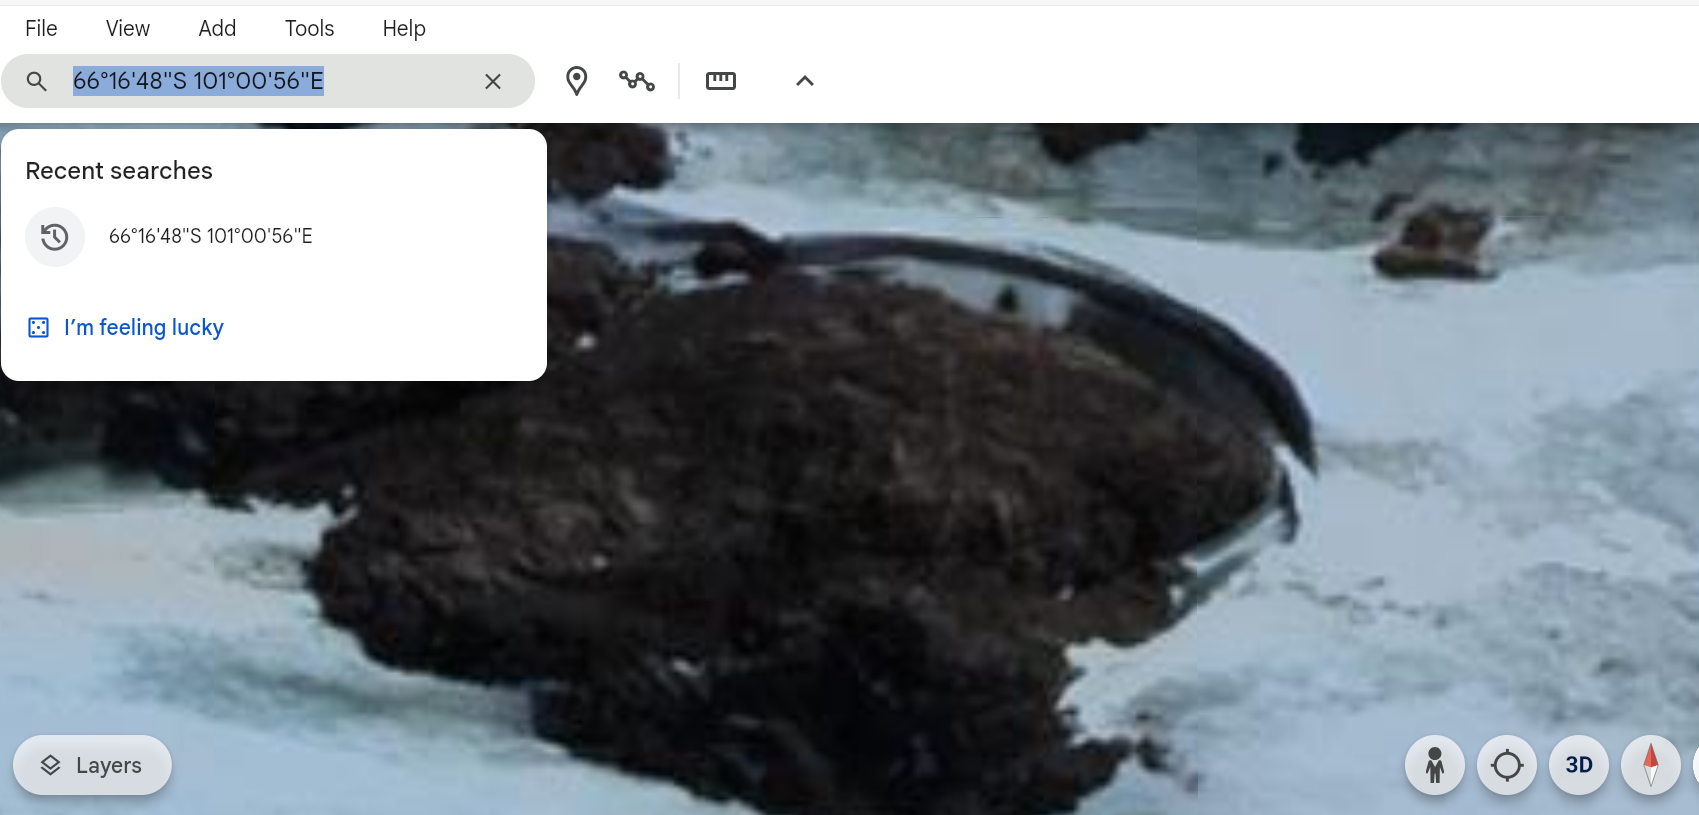 File View Add Tools Help
66°16'48"S 101°00'56"E
Recent searches
66°16'48"S 101°00'56"E
I’m feeling lucky
Layers
3D